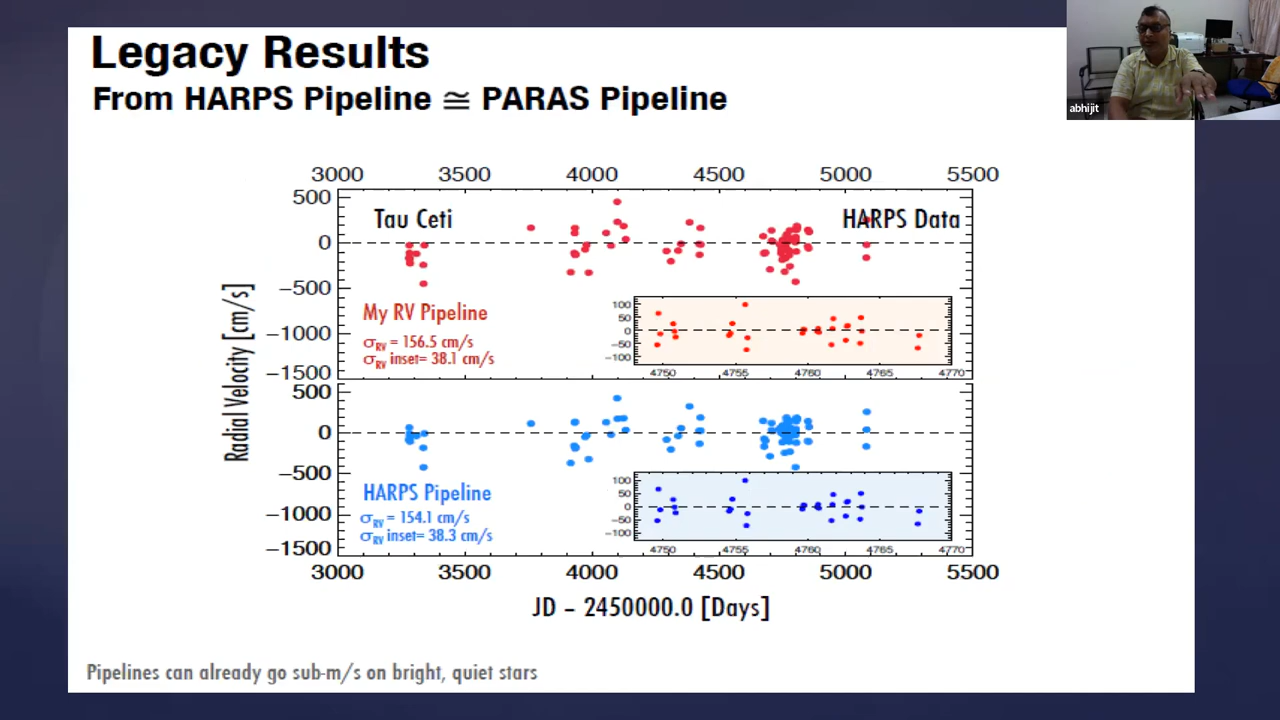 Legacy Results
From HARPS Pipeline ≅ PARAS Pipeline
abhijit
3000 3500 4000 4500 5000 5500
500
0
−500
−1000
−1500
Tau Ceti
HARPS Data
My RV Pipeline
σRV = 156.5 cm/s
σRV inset= 38.1 cm/s
100
50
0
−50
−100
4750 4755 4760 4765 4770
Radial Velocity [cm/s]
500
0
−500
−1000
−1500
HARPS Pipeline
σRV = 154.1 cm/s
σRV inset= 38.3 cm/s
100
50
0
−50
−100
4750 4755 4760 4765 4770
3000 3500 4000 4500 5000 5500
JD − 2450000.0 [Days]
Pipelines can already go sub-m/s on bright, quiet stars